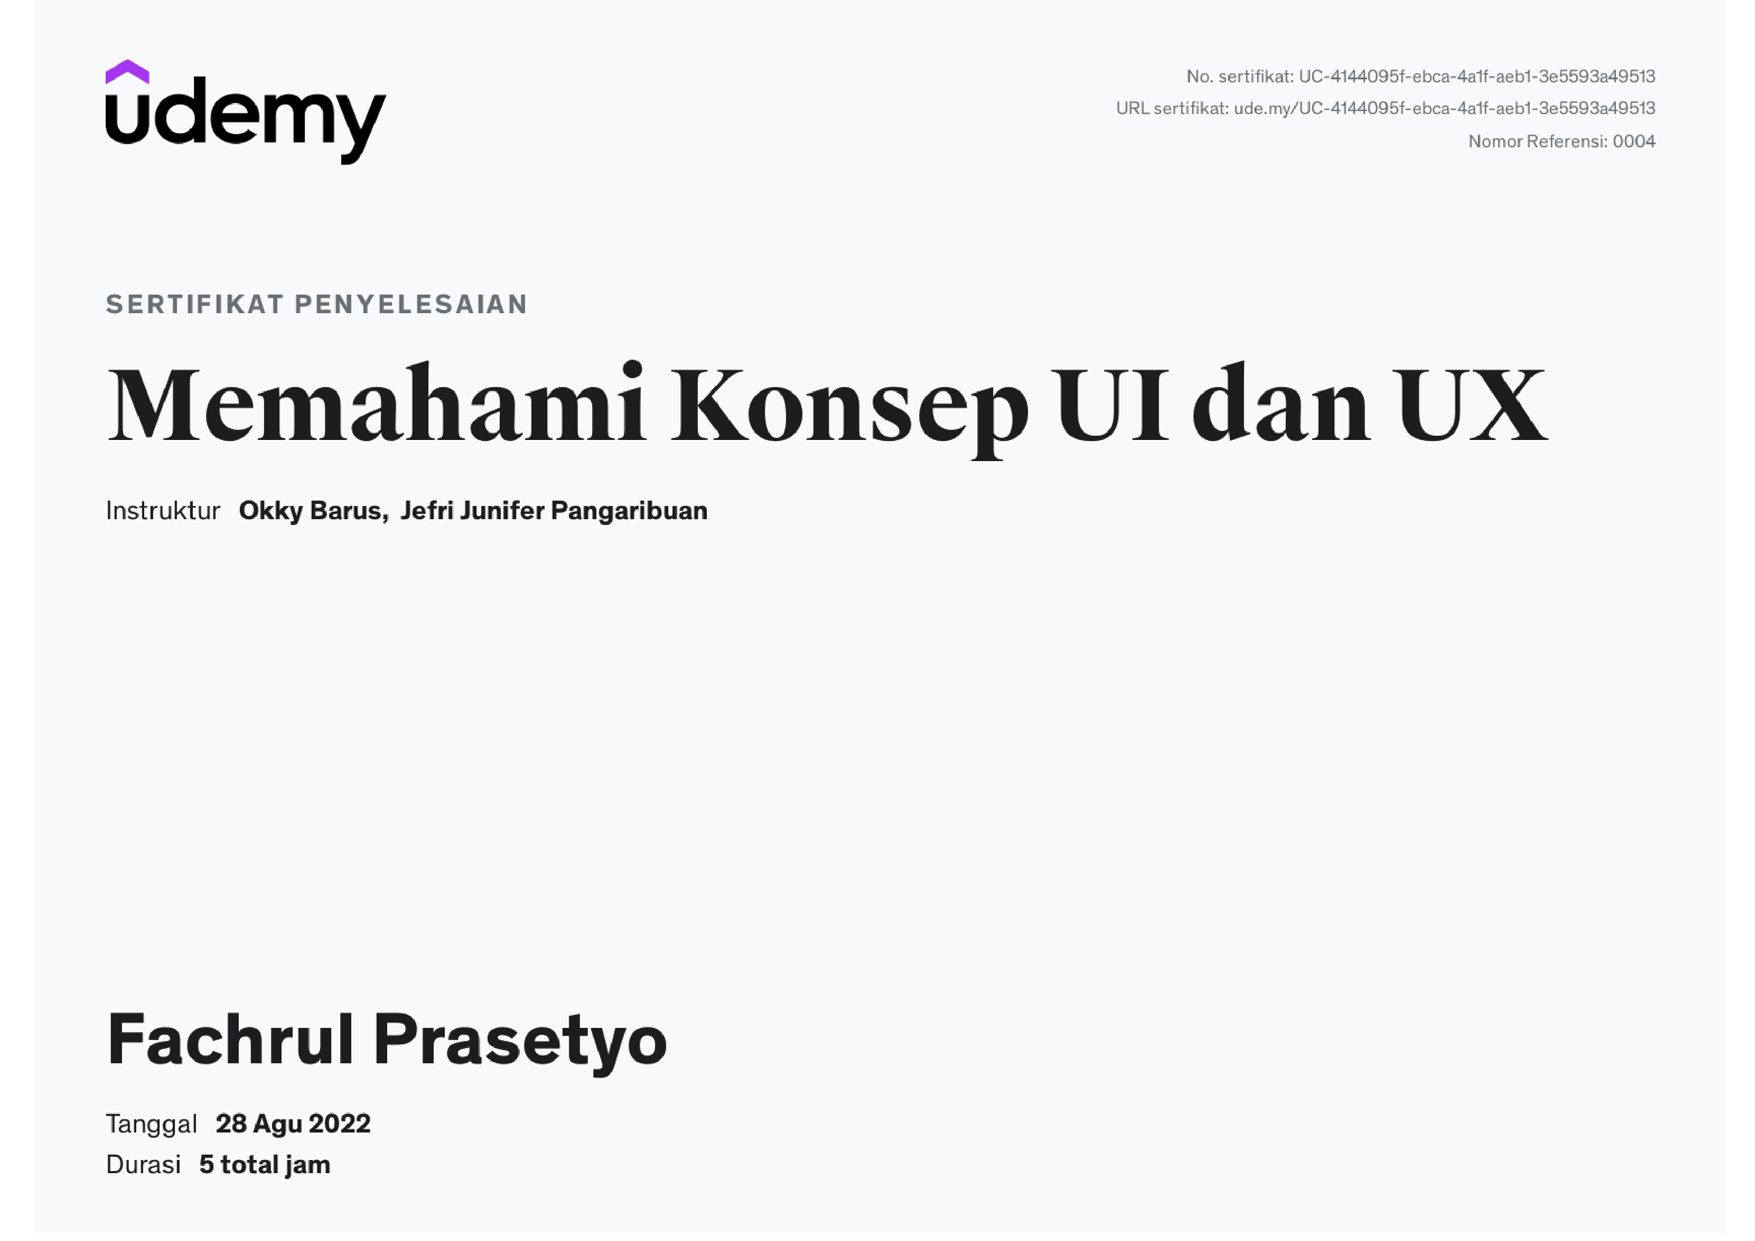 udemy
No. sertifikat: UC-4144095f-ebca-4a1f-aeb1-3e5593a49513
URL sertifikat: ude.my/UC-4144095f-ebca-4a1f-aeb1-3e5593a49513
Nomor Referensi: 0004
SERTIFIKAT PENYELESAIAN
Memahami Konsep UI dan UX
Instruktur Okky Barus, Jefri Junifer Pangaribuan
Fachrul Prasetyo
Tanggal 28 Agu 2022
Durasi 5 total jam